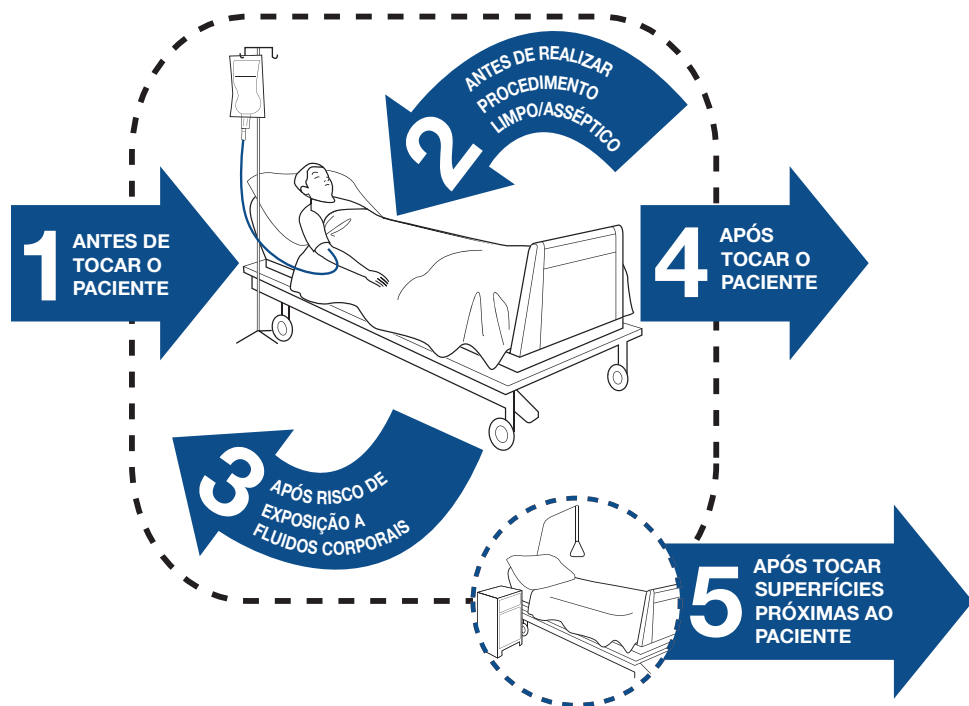 1
ANTES DE
TOCAR O
PACIENTE
2
ANTES DE REALIZAR
PROCEDIMENTO
LIMPO/ASSÉPTICO
3
APÓS RISCO DE
EXPOSIÇÃO A
FLUIDOS CORPORAIS
4
APÓS
TOCAR O
PACIENTE
5
APÓS TOCAR
SUPERFÍCIES
PRÓXIMAS AO
PACIENTE